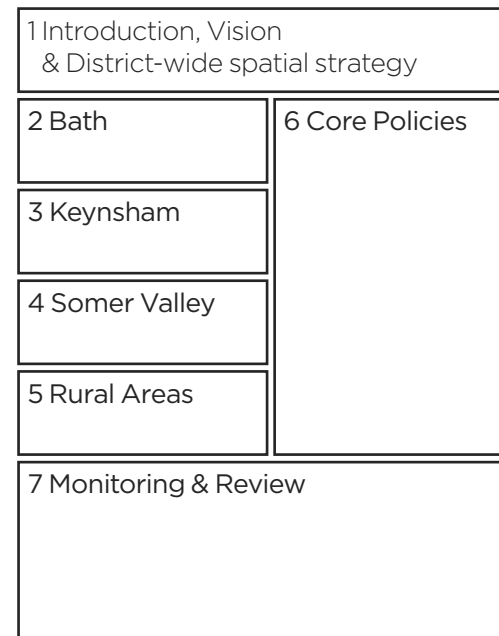 1 Introduction, Vision
& District-wide spatial strategy
2 Bath
6 Core Policies
3 Keynsham
4 Somer Valley
5 Rural Areas
7 Monitoring & Review